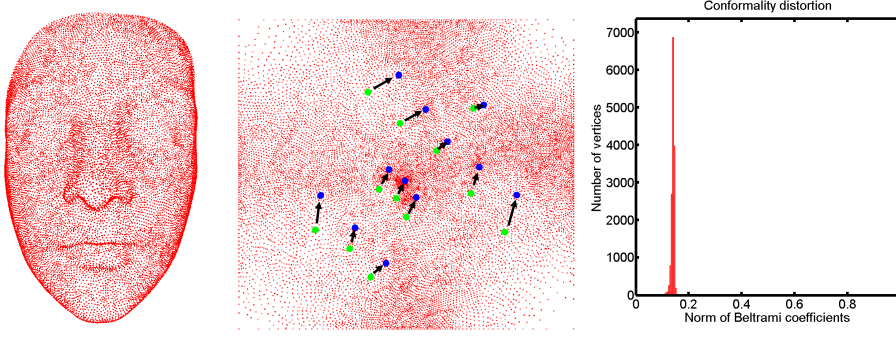 Conformality distortion
Number of vertices
7000
6000
5000
4000
3000
2000
1000
0
0 0.2 0.4 0.6 0.8
Norm of Beltrami coefficients